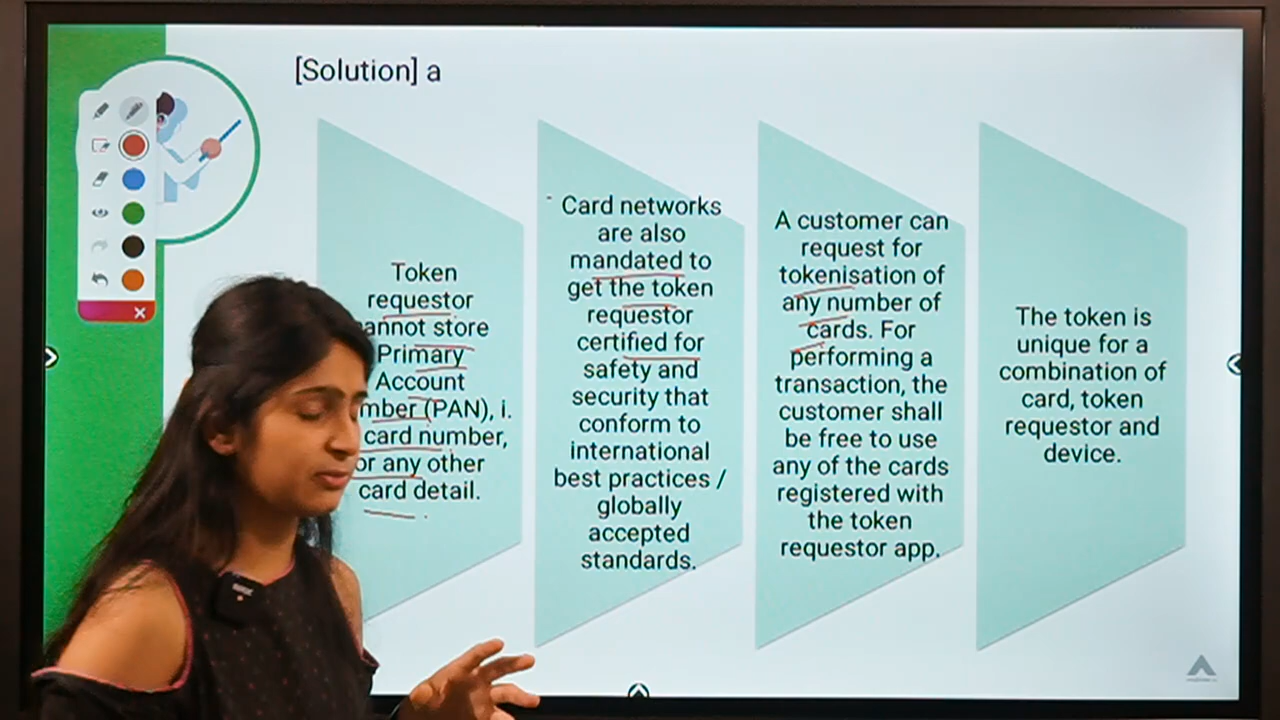 [Solution] a
Token
requestor
annot store
Primary
Account
mber (PAN), i.
card number,
or any other
card detail.
Card networks
are also
mandated to
get the token
requestor
certified for
safety and
security that
conform to
international
best practices /
globally
accepted
standards.
A customer can
request for
tokenisation of
any number of
cards. For
performing a
transaction, the
customer shall
be free to use
any of the cards
registered with
the token
requestor app.
The token is
unique for a
combination of
card, token
requestor and
device.